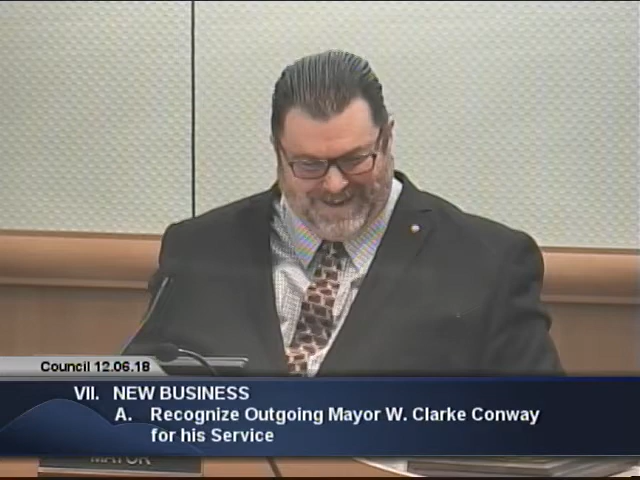 Council 12.06.18
VII. NEW BUSINESS
A. Recognize Outgoing Mayor W. Clarke Conway
for his Service
MAYOR